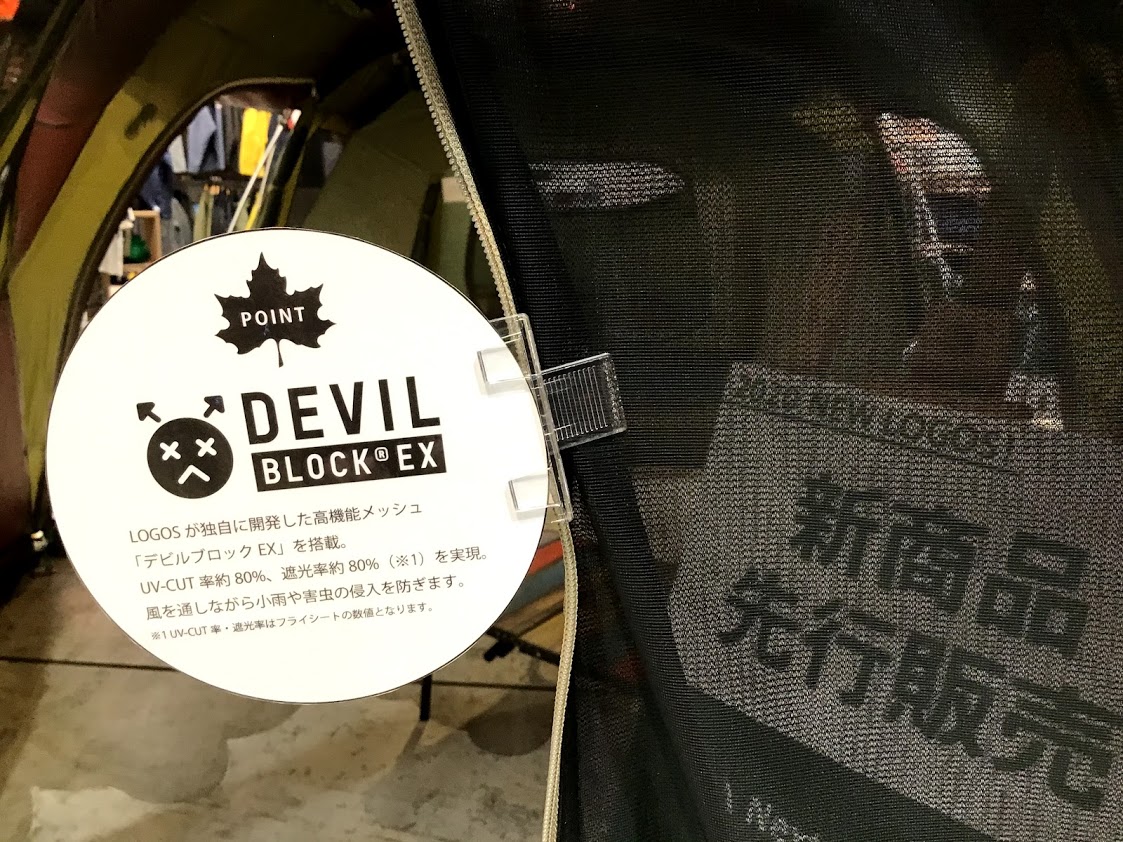 POINT
DEVIL
BLOCK® EX
LOGOS が独自に開発した高機能メッシュ
「デビルブロック EX」を搭載。
UV-CUT 率約 80%、遮光率約 80%（※1）を実現。
風を通しながら小雨や害虫の侵入を防ぎます。
※1 UV-CUT 率・遮光率はフライシートの数値となります。
NEW LOGOS
新商品
先行販売